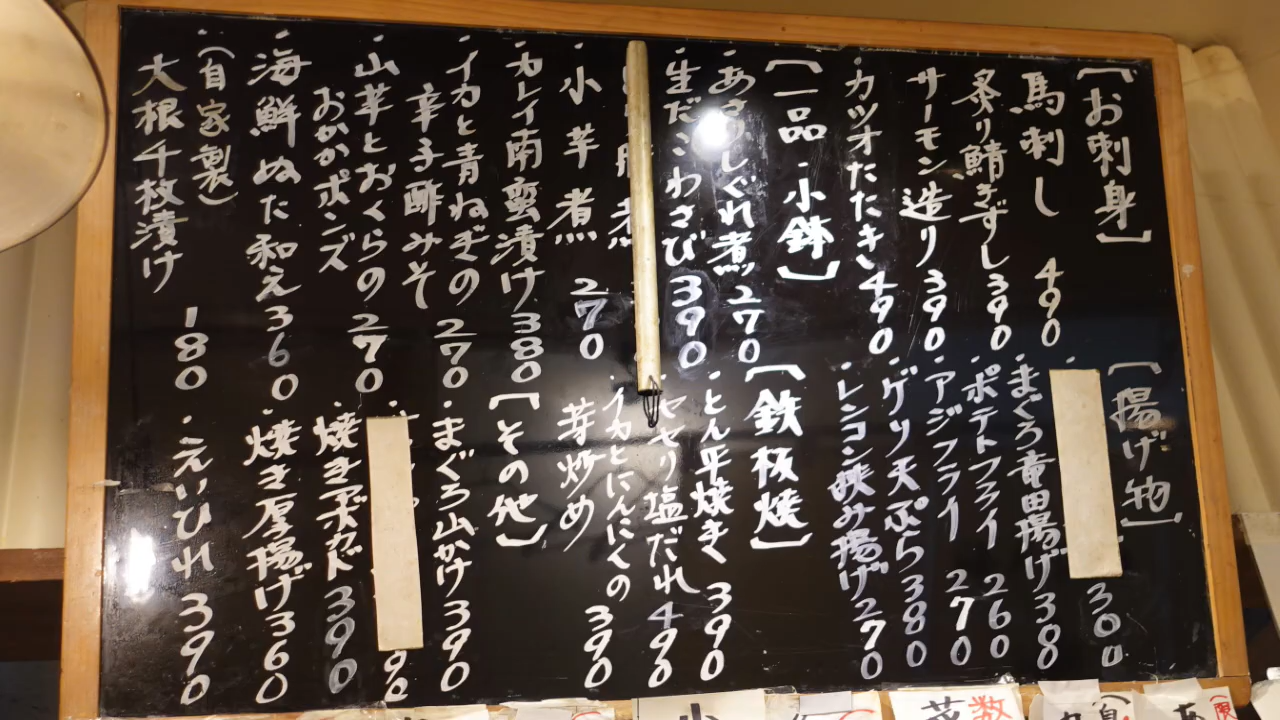 【お刺身】
馬刺し 490
炙り鯖きずし 390
サーモン造り 390
カツオたたき 490
【一品・小鉢】
あさりしぐれ煮 270
生だこわさび 390
煮
小芋煮 270
カレイ南蛮漬け 380
イカと青ねぎの
辛子酢みそ 270
山芋とおくらの
おかかポンズ 270
海鮮ぬた和え 360
(自家製)
大根千枚漬け 180
【揚げ物】
300
まぐろ竜田揚げ 380
ポテトフライ 260
アジフライ 270
ゲソ天ぷら 380
レンコン挟み揚げ 270
【鉄板焼】
とん平焼き 390
セセリ塩だれ 490
イカとにんにくの
芽炒め 390
【その他】
まぐろ山かけ 390
90
焼きボカド 390
焼き厚揚げ 360
えいひれ 390